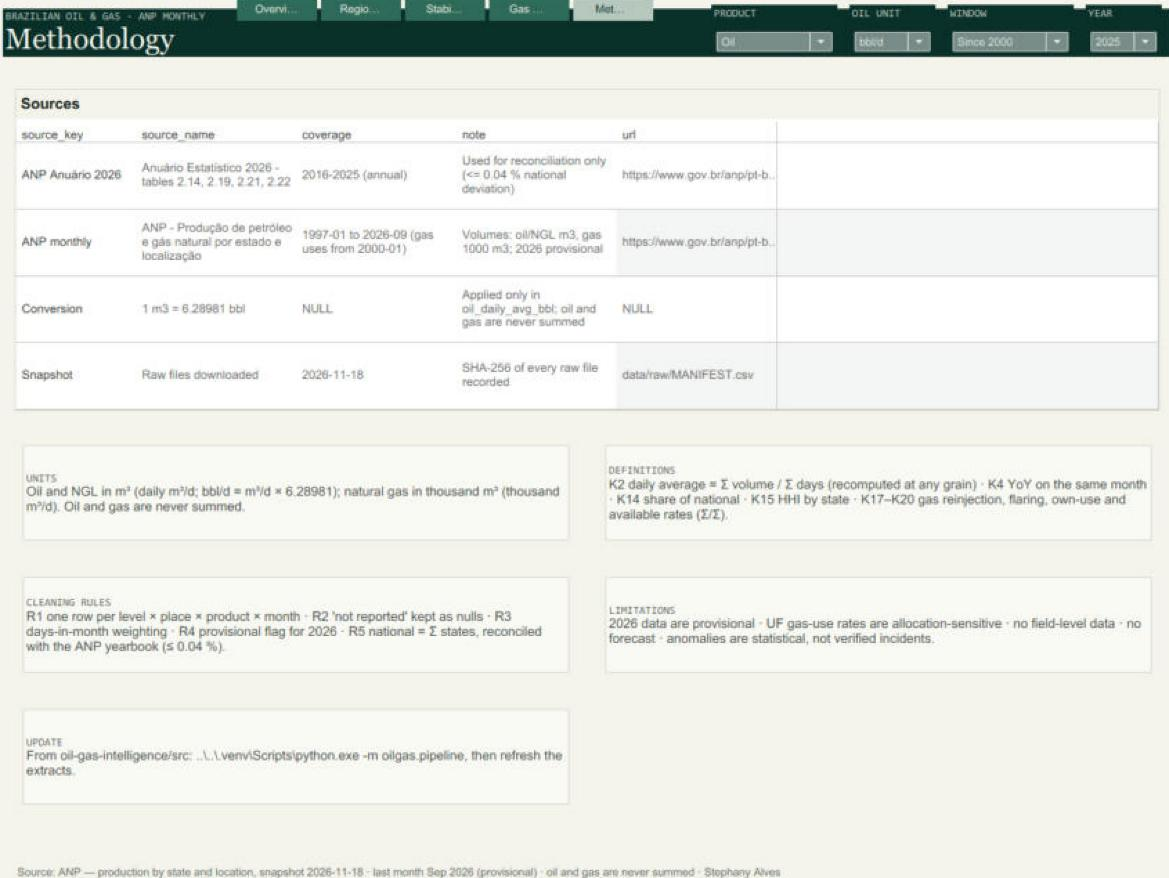 BRAZILIAN OIL & GAS - ANP MONTHLY
Methodology
Overvi...
Regio...
Stabi...
Gas ...
Met...
PRODUCT
Oil
OIL UNIT
bbl/d
WINDOW
Since 2000
YEAR
2025
Sources
source_key source_name coverage note url
ANP Anuário 2026
Anuário Estatístico 2026 -
tables 2.14, 2.19, 2.21, 2.22
2016-2025 (annual)
Used for reconciliation only
(<= 0.04 % national
deviation)
https://www.gov.br/anp/pt-b..
ANP monthly
ANP - Produção de petróleo
e gás natural por estado e
localização
1997-01 to 2026-09 (gas
uses from 2000-01)
Volumes: oil/NGL m3, gas
1000 m3; 2026 provisional
https://www.gov.br/anp/pt-b..
Conversion
1 m3 = 6.28981 bbl
NULL
Applied only in
oil_daily_avg_bbl; oil and
gas are never summed
NULL
Snapshot
Raw files downloaded
2026-11-18
SHA-256 of every raw file
recorded
data/raw/MANIFEST.csv
UNITS
Oil and NGL in m³ (daily m³/d; bbl/d = m³/d × 6.28981); natural gas in thousand m³ (thousand
m³/d). Oil and gas are never summed.
DEFINITIONS
K2 daily average = Σ volume / Σ days (recomputed at any grain) · K4 YoY on the same month
· K14 share of national · K15 HHI by state · K17–K20 gas reinjection, flaring, own-use and
available rates (Σ/Σ).
CLEANING RULES
R1 one row per level × place × product × month · R2 'not reported' kept as nulls · R3
days-in-month weighting · R4 provisional flag for 2026 · R5 national = Σ states, reconciled
with the ANP yearbook (≤ 0.04 %).
LIMITATIONS
2026 data are provisional · UF gas-use rates are allocation-sensitive · no field-level data · no
forecast · anomalies are statistical, not verified incidents.
UPDATE
From oil-gas-intelligence/src: ..\..\.venv\Scripts\python.exe -m oilgas.pipeline, then refresh the
extracts.
Source: ANP — production by state and location, snapshot 2026-11-18 · last month Sep 2026 (provisional) · oil and gas are never summed · Stephany Alves